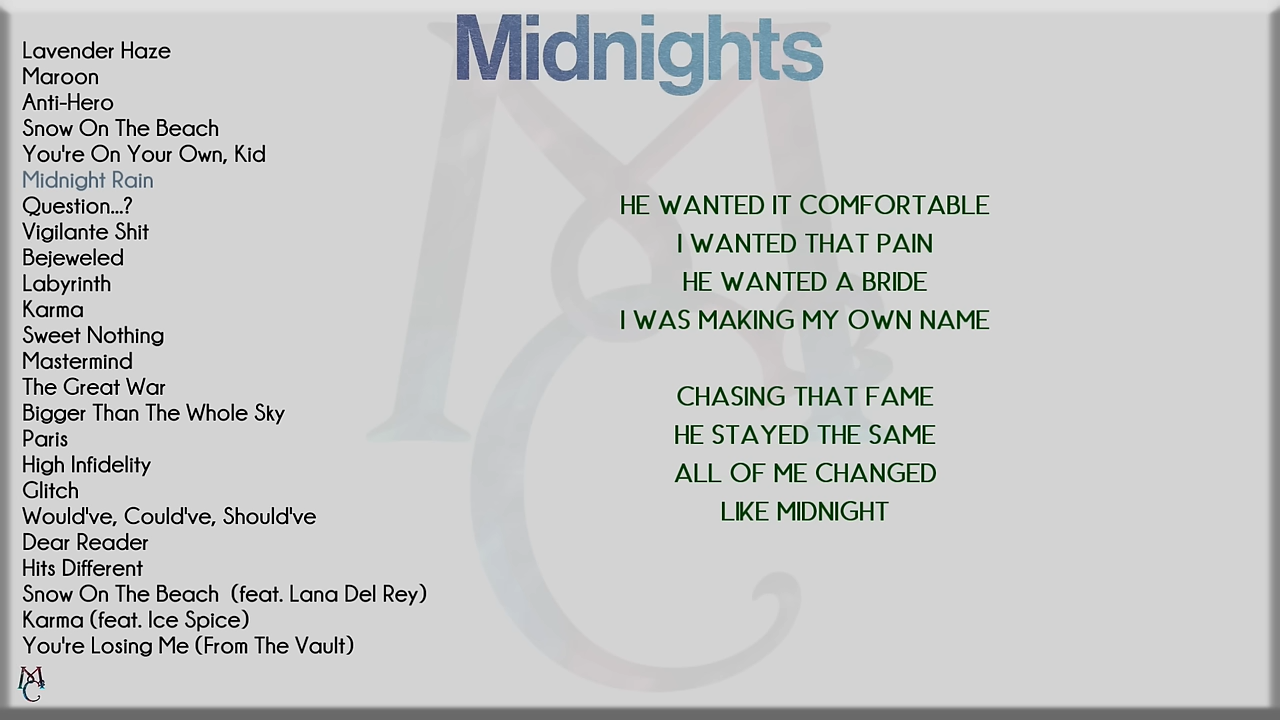 Midnights
Lavender Haze
Maroon
Anti-Hero
Snow On The Beach
You're On Your Own, Kid
Midnight Rain
Question...?
Vigilante Shit
Bejeweled
Labyrinth
Karma
Sweet Nothing
Mastermind
The Great War
Bigger Than The Whole Sky
Paris
High Infidelity
Glitch
Would've, Could've, Should've
Dear Reader
Hits Different
Snow On The Beach  (feat. Lana Del Rey)
Karma (feat. Ice Spice)
You're Losing Me (From The Vault)
HE WANTED IT COMFORTABLE
I WANTED THAT PAIN
HE WANTED A BRIDE
I WAS MAKING MY OWN NAME
CHASING THAT FAME
HE STAYED THE SAME
ALL OF ME CHANGED
LIKE MIDNIGHT